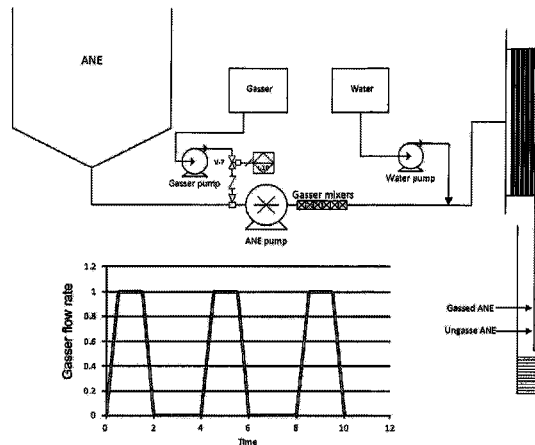 ANE
Gasser
Water
V-7
Gasser pump
Water pump
Gasser mixers
ANE pump
Gassed ANE
Ungasse ANE
Gasser flow rate
1.2
1
0.8
0.6
0.4
0.2
0
0 2 4 6 8 10 12
Time